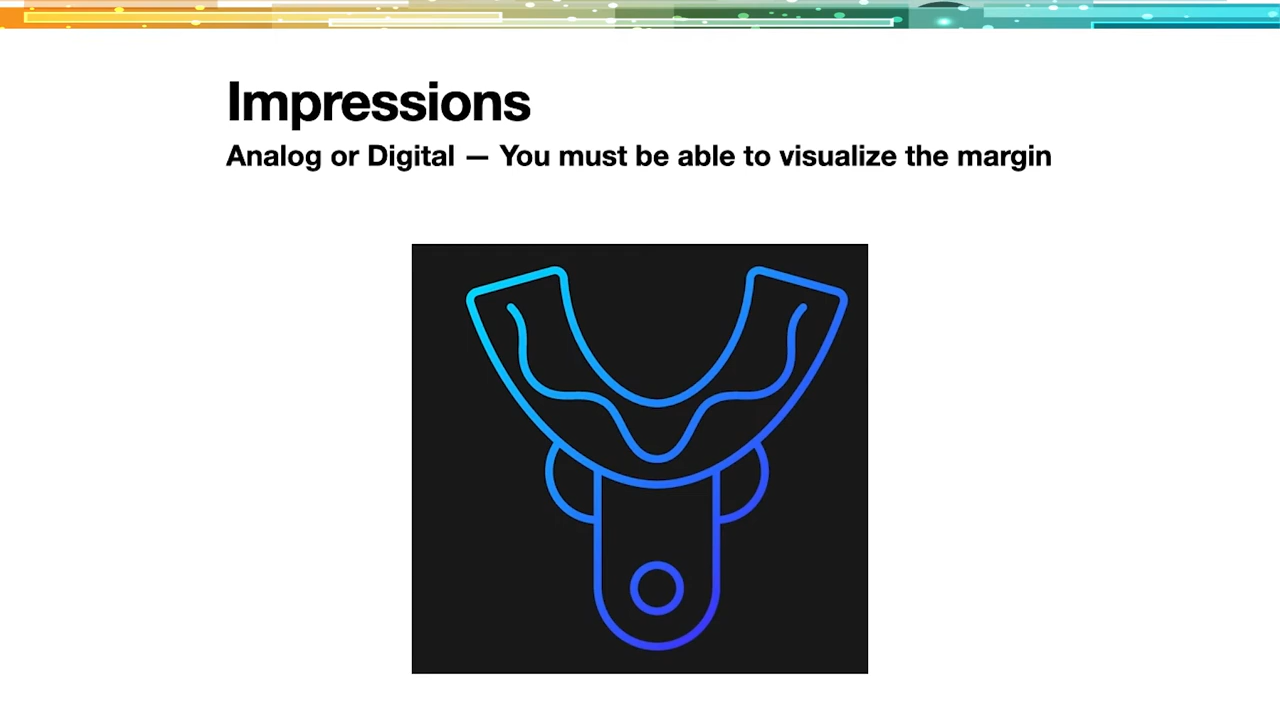 Impressions
Analog or Digital — You must be able to visualize the margin